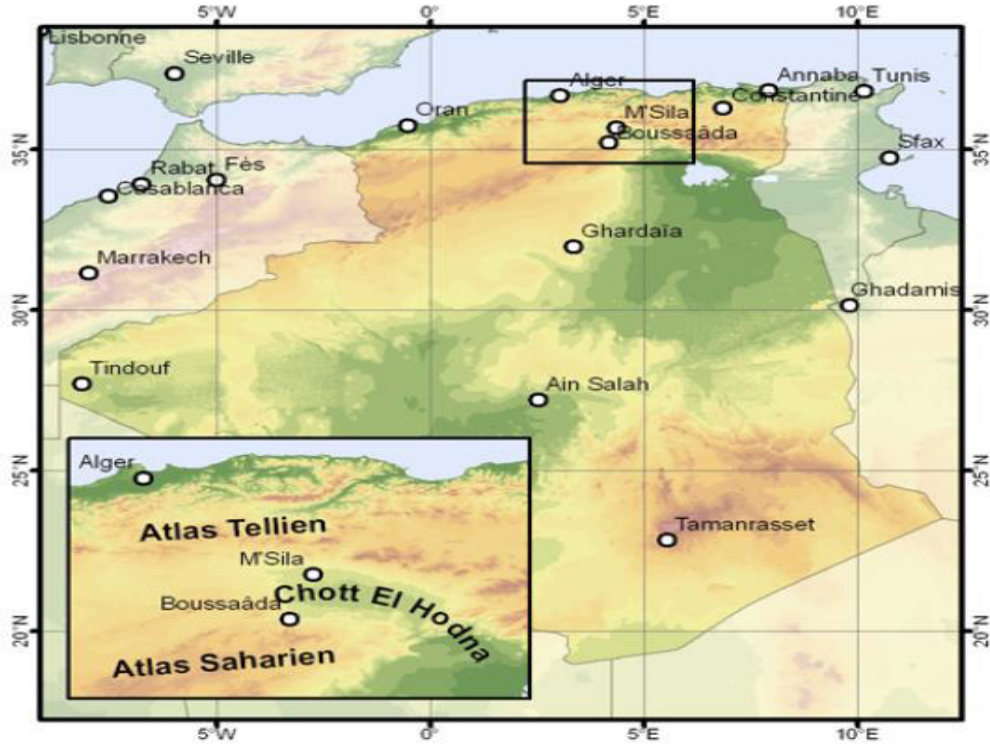 5°W 0° 5°E 10°E
Lisbonne
Seville
Alger
Annaba
Tunis
Constantine
Oran
M'Sila
Boussaâda
35°N
35°N
Sfax
Rabat
Fés
Casablanca
Ghardaïa
Marrakech
Ghadamis
30°N
30°N
Tindouf
Ain Salah
25°N
25°N
Tamanrasset
20°N
20°N
Alger
Atlas Tellien
M'Sila
Chott El Hodna
Boussaâda
Atlas Saharien
5°W 0° 5°E 10°E